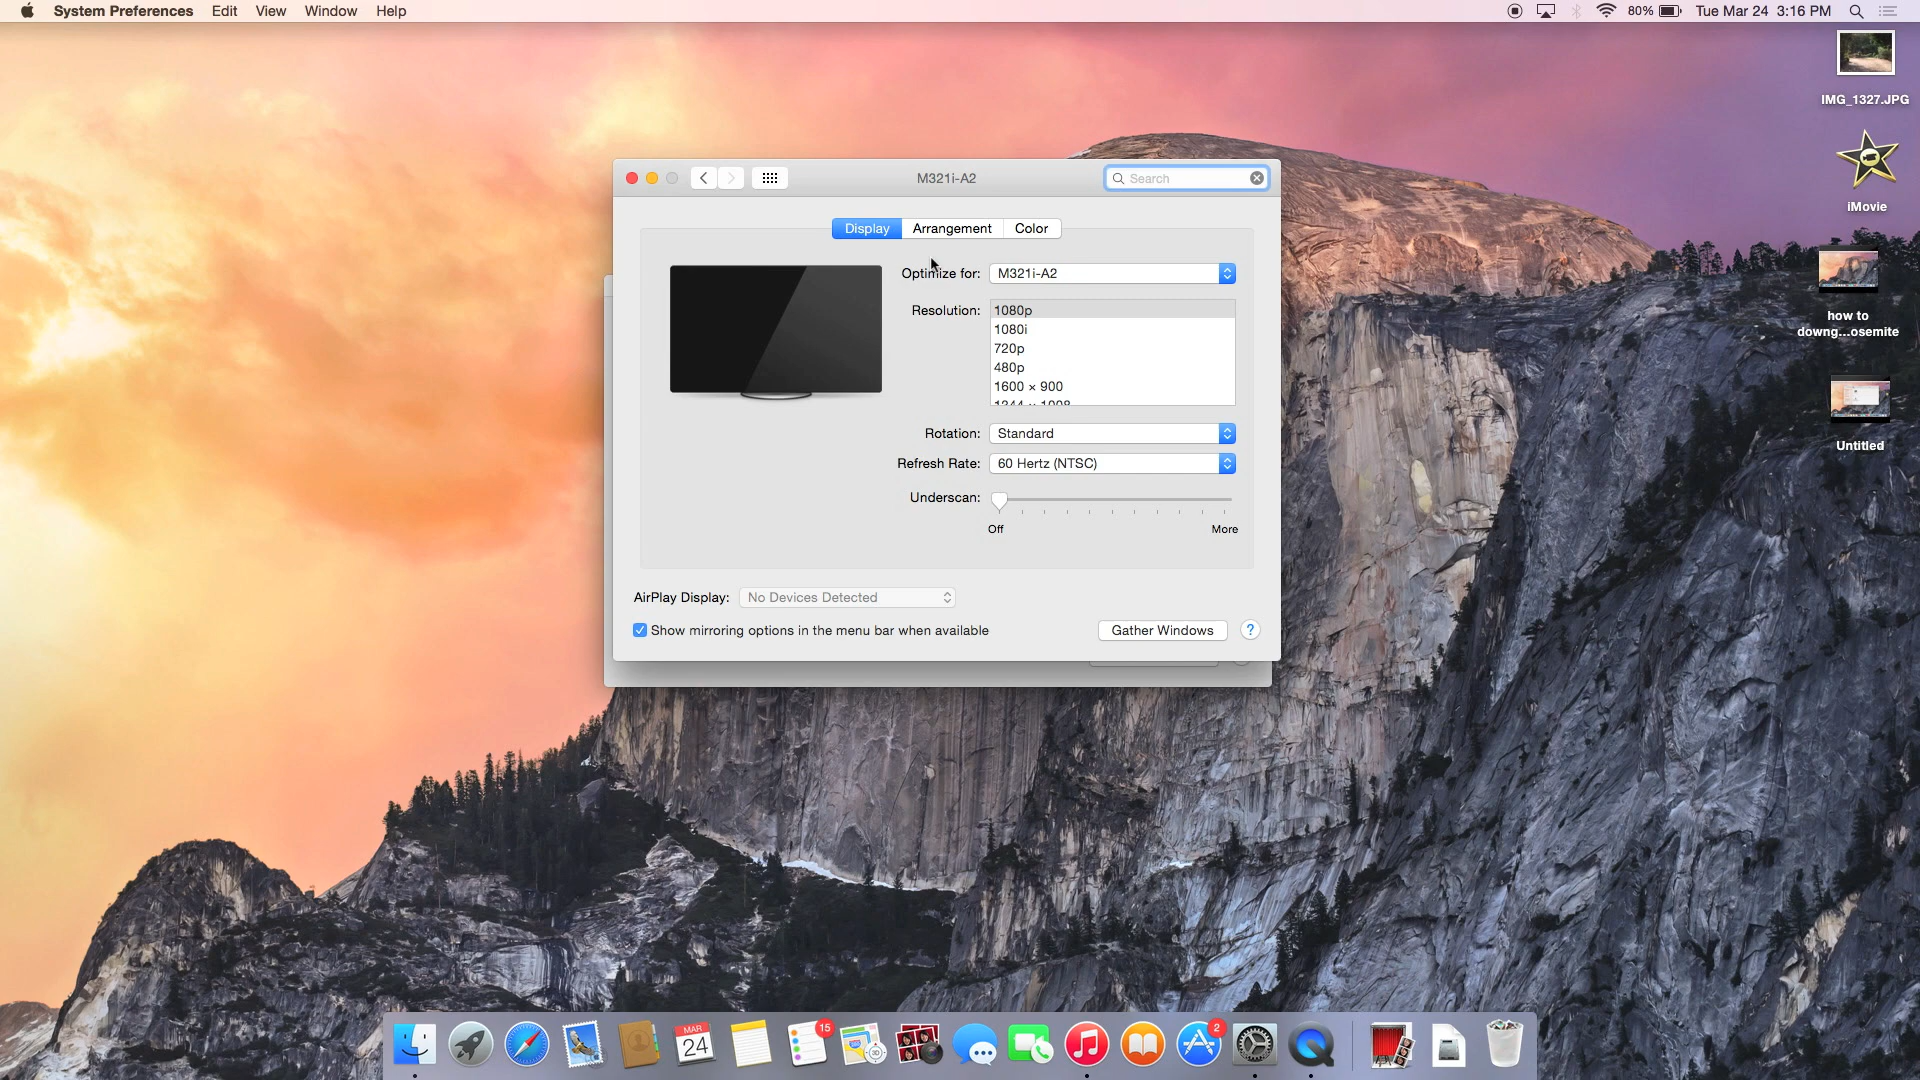 System Preferences Edit View Window Help
80% Tue Mar 24 3:16 PM
IMG_1327.JPG
iMovie
how to
downg...osemite
Untitled
M321i-A2
Search
Display Arrangement Color
Optimize for: M321i-A2
Resolution: 1080p
1080i
720p
480p
1600 × 900
1344 × 1008
Rotation: Standard
Refresh Rate: 60 Hertz (NTSC)
Underscan:
Off More
AirPlay Display: No Devices Detected
Show mirroring options in the menu bar when available
Gather Windows ?
MAR
24
15
3D
2